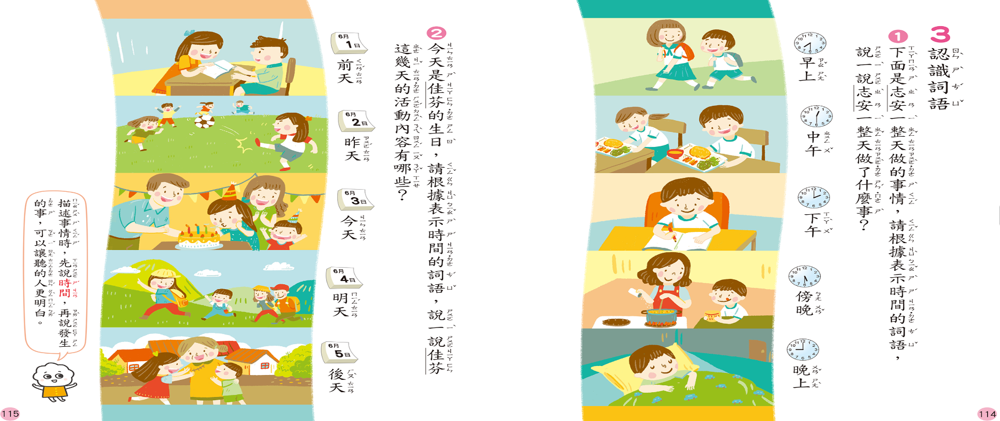 3 認識詞語
1 下面是志安一整天做的事情，請根據表示時間的詞語，
說一說志安一整天做了什麼事？
早上
中午
下午
傍晚
晚上
114
2 今天是佳芬的生日，請根據表示時間的詞語，說一說佳芬
這幾天的活動內容有哪些？
6月1日
前天
6月2日
昨天
6月3日
今天
6月4日
明天
6月5日
後天
描述事情時，先說時間，再說發生
的事，可以讓聽的人更明白。
115